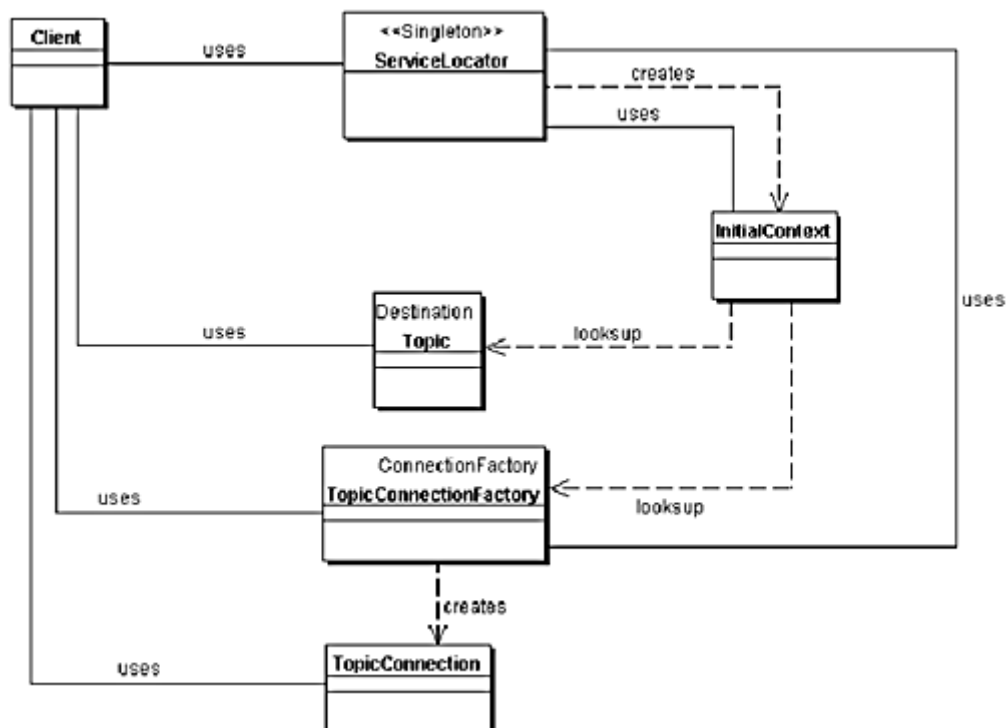 Client
uses
<<Singleton>>
ServiceLocator
creates
uses
InitialContext
uses
Destination
Topic
uses
looksup
ConnectionFactory
TopicConnectionFactory
uses
looksup
creates
TopicConnection
uses